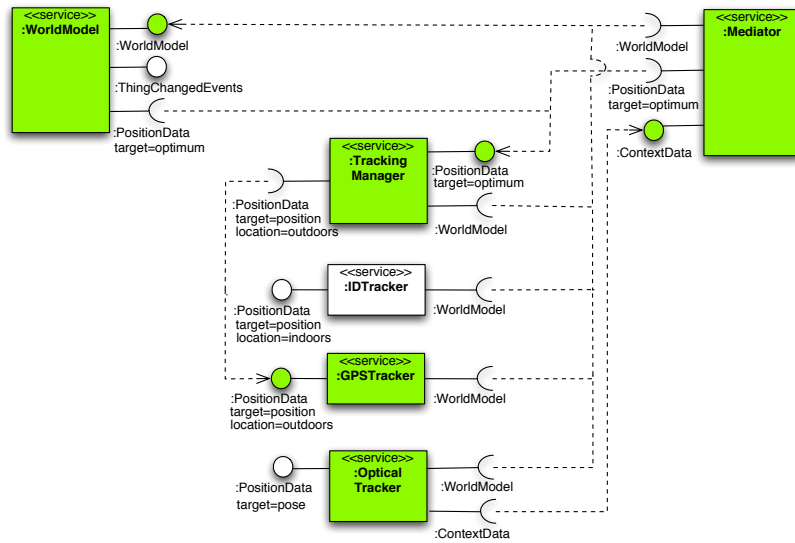 <<service>>
:WorldModel
:WorldModel
:ThingChangedEvents
:PositionData
target=optimum
<<service>>
:Mediator
:WorldModel
:PositionData
target=optimum
:ContextData
<<service>>
:Tracking
Manager
:PositionData
target=optimum
:WorldModel
:PositionData
target=position
location=outdoors
<<service>>
:IDTracker
:PositionData
target=position
location=indoors
:WorldModel
<<service>>
:GPSTracker
:PositionData
target=position
location=outdoors
:WorldModel
<<service>>
:Optical
Tracker
:PositionData
target=pose
:WorldModel
:ContextData